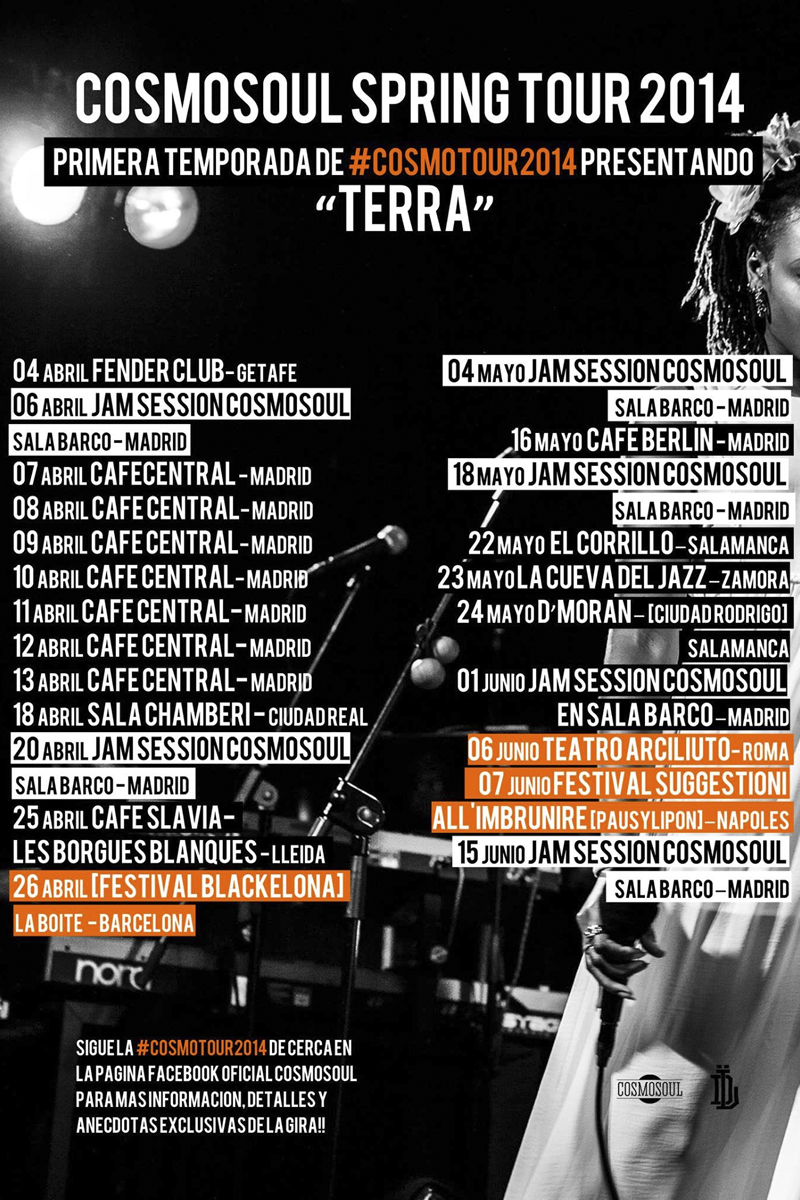 COSMOSOUL SPRING TOUR 2014
PRIMERA TEMPORADA DE #COSMOTOUR2014 PRESENTANDO
“TERRA”
04 ABRIL FENDER CLUB - GETAFE
06 ABRIL JAM SESSION COSMOSOUL
SALA BARCO - MADRID
07 ABRIL CAFECENTRAL - MADRID
08 ABRIL CAFE CENTRAL - MADRID
09 ABRIL CAFE CENTRAL - MADRID
10 ABRIL CAFE CENTRAL - MADRID
11 ABRIL CAFE CENTRAL - MADRID
12 ABRIL CAFE CENTRAL - MADRID
13 ABRIL CAFE CENTRAL - MADRID
18 ABRIL SALA CHAMBERI - CIUDAD REAL
20 ABRIL JAM SESSION COSMOSOUL
SALA BARCO - MADRID
25 ABRIL CAFE SLAVIA -
LES BORGUES BLANQUES - LLEIDA
26 ABRIL [FESTIVAL BLACKELONA]
LA BOITE - BARCELONA
04 MAYO JAM SESSION COSMOSOUL
SALA BARCO - MADRID
16 MAYO CAFE BERLIN - MADRID
18 MAYO JAM SESSION COSMOSOUL
SALA BARCO - MADRID
22 MAYO EL CORRILLO - SALAMANCA
23 MAYO LA CUEVA DEL JAZZ - ZAMORA
24 MAYO D'MORAN - [CIUDAD RODRIGO]
SALAMANCA
01 JUNIO JAM SESSION COSMOSOUL
EN SALA BARCO - MADRID
06 JUNIO TEATRO ARCILIUTO - ROMA
07 JUNIO FESTIVAL SUGGESTIONI
ALL'IMBRUNIRE [PAUSYLIPON] - NAPOLES
15 JUNIO JAM SESSION COSMOSOUL
SALA BARCO - MADRID
nord
SIGUE LA #COSMOTOUR2014 DE CERCA EN
LA PAGINA FACEBOOK OFICIAL COSMOSOUL
PARA MAS INFORMACION, DETALLES Y
ANECDOTAS EXCLUSIVAS DE LA GIRA!!
COSMOSOUL